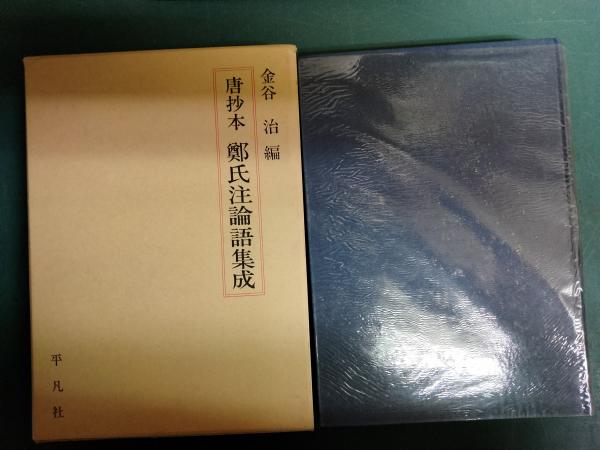 金谷 治 編
唐抄本 鄭氏注論語集成
平凡社